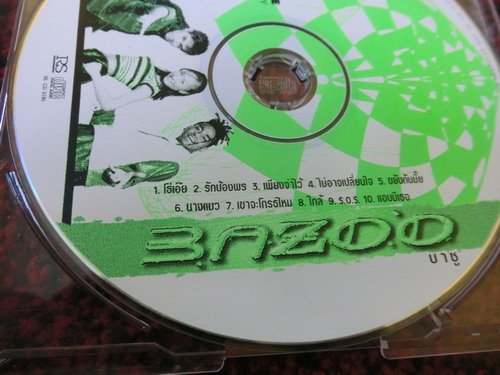 1. โอ๊เอ๊ย 2. รักน้องพร 3. เพียงจำไว้ 4. ไม่อาจเปลี่ยนใจ 5. ขยันกินขี้ย
6. นางแมว 7. เขาจะโกรธไหม 8. ไกล้ 9. S.O.S. 10. แอบมีเธอ
BAZOO
บาซู